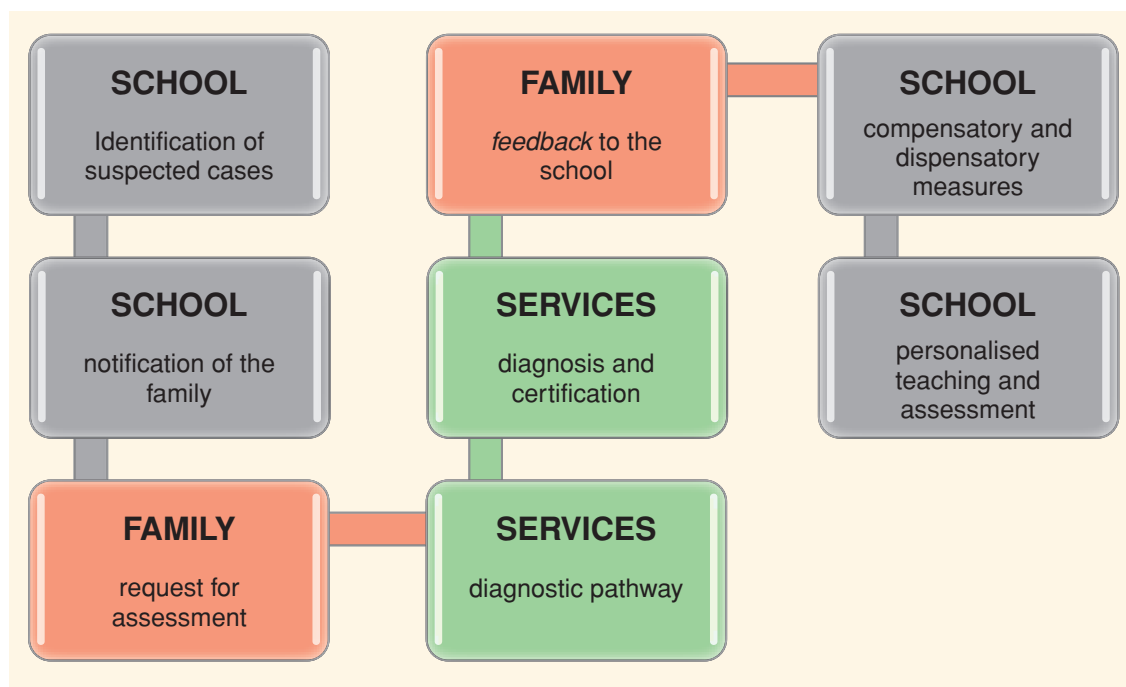 SCHOOL
Identification of
suspected cases
SCHOOL
notification of the
family
FAMILY
request for
assessment
SERVICES
diagnostic pathway
SERVICES
diagnosis and
certification
FAMILY
feedback to the
school
SCHOOL
compensatory and
dispensatory
measures
SCHOOL
personalised
teaching and
assessment